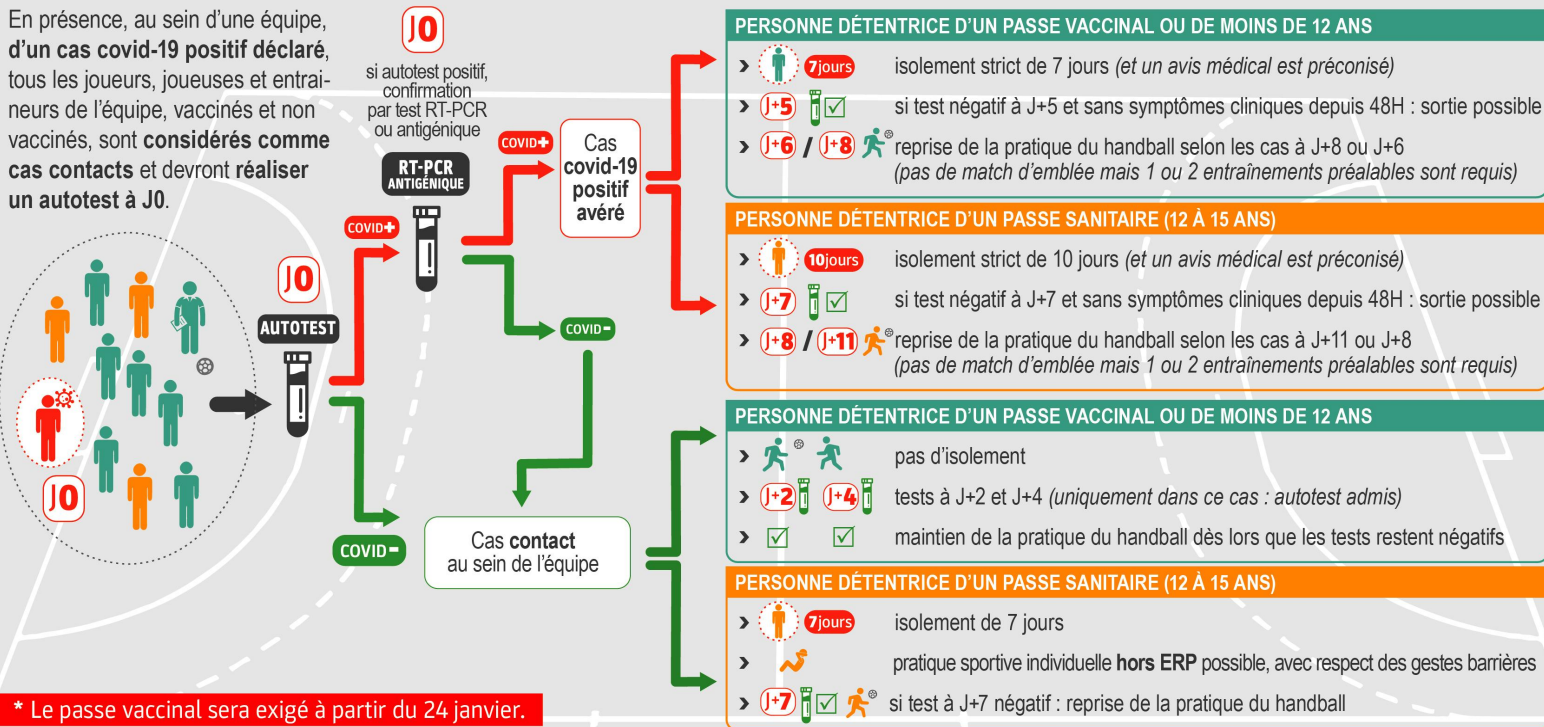 En présence, au sein d'une équipe,
d'un cas covid-19 positif déclaré,
tous les joueurs, joueuses et entrai-
neurs de l'équipe, vaccinés et non
vaccinés, sont considérés comme
cas contacts et devront réaliser
un autotest à J0.
J0
J0
AUTOTEST
J0
si autotest positif,
confirmation
par test RT-PCR
ou antigénique
RT-PCR
ANTIGÉNIQUE
COVID+
COVID+
COVID-
COVID-
Cas
covid-19
positif
avéré
Cas contact
au sein de l'équipe
PERSONNE DÉTENTRICE D'UN PASSE VACCINAL OU DE MOINS DE 12 ANS
› 7jours isolement strict de 7 jours (et un avis médical est préconisé)
› J+5 si test négatif à J+5 et sans symptômes cliniques depuis 48H : sortie possible
› J+6 / J+8 reprise de la pratique du handball selon les cas à J+8 ou J+6
(pas de match d'emblée mais 1 ou 2 entraînements préalables sont requis)
PERSONNE DÉTENTRICE D'UN PASSE SANITAIRE (12 À 15 ANS)
› 10jours isolement strict de 10 jours (et un avis médical est préconisé)
› J+7 si test négatif à J+7 et sans symptômes cliniques depuis 48H : sortie possible
› J+8 / J+11 reprise de la pratique du handball selon les cas à J+11 ou J+8
(pas de match d'emblée mais 1 ou 2 entraînements préalables sont requis)
PERSONNE DÉTENTRICE D'UN PASSE VACCINAL OU DE MOINS DE 12 ANS
› pas d'isolement
› J+2 J+4 tests à J+2 et J+4 (uniquement dans ce cas : autotest admis)
› maintien de la pratique du handball dès lors que les tests restent négatifs
PERSONNE DÉTENTRICE D'UN PASSE SANITAIRE (12 À 15 ANS)
› 7jours isolement de 7 jours
› pratique sportive individuelle hors ERP possible, avec respect des gestes barrières
› J+7 si test à J+7 négatif : reprise de la pratique du handball
* Le passe vaccinal sera exigé à partir du 24 janvier.